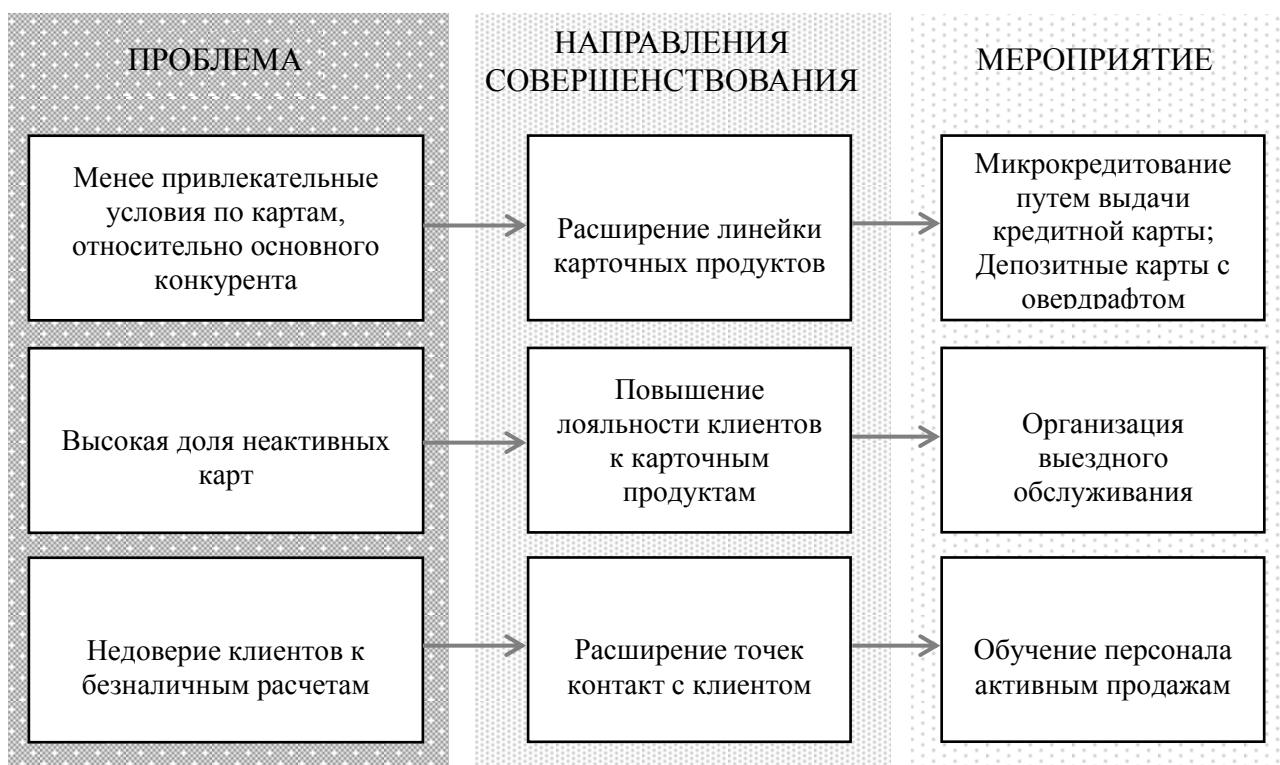 ПРОБЛЕМА
НАПРАВЛЕНИЯ
СОВЕРШЕНСТВОВАНИЯ
МЕРОПРИЯТИЕ
Менее привлекательные
условия по картам,
относительно основного
конкурента
Расширение линейки
карточных продуктов
Микрокредитование
путем выдачи
кредитной карты;
Депозитные карты с
овердрафтом
Высокая доля неактивных
карт
Повышение
лояльности клиентов
к карточным
продуктам
Организация
выездного
обслуживания
Недоверие клиентов к
безналичным расчетам
Расширение точек
контакт с клиентом
Обучение персонала
активным продажам